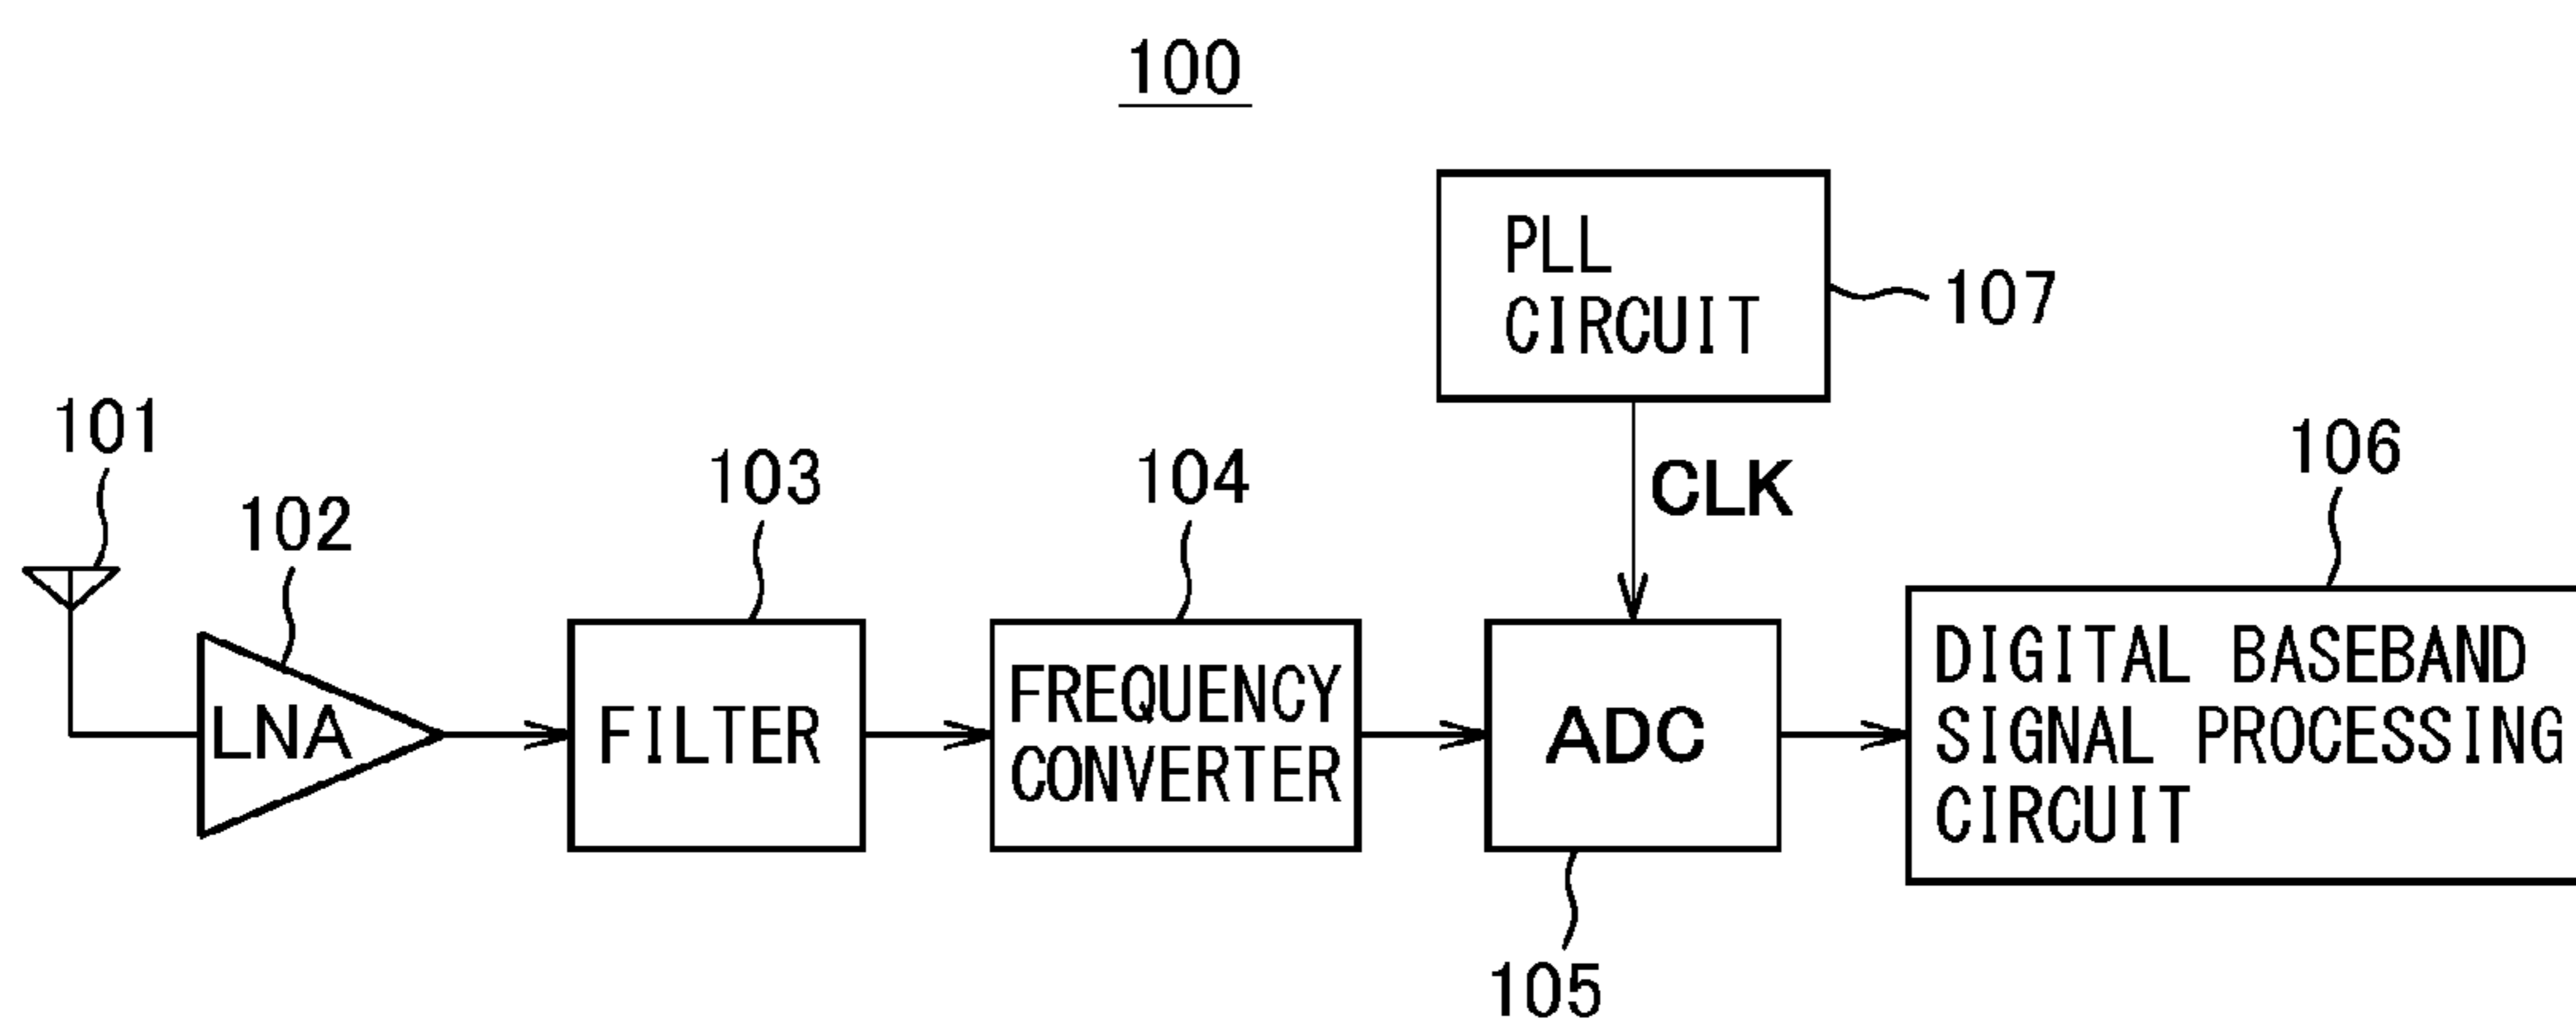 100
PLL
CIRCUIT
107
CLK
101
102
103
104
106
LNA
FILTER
FREQUENCY
CONVERTER
ADC
DIGITAL BASEBAND
SIGNAL PROCESSING
CIRCUIT
105